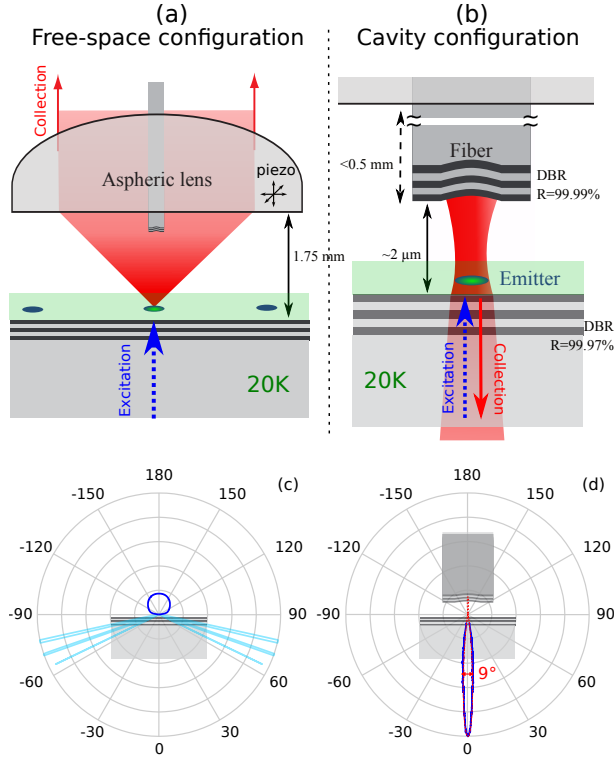 (a)
Free-space configuration
Collection
Aspheric lens
piezo
1.75 mm
Excitation
20K
(b)
Cavity configuration
<0.5 mm
Fiber
DBR
R=99.99%
~2 μm
Emitter
DBR
R=99.97%
Excitation
Collection
20K
(c)
180
-150
150
-120
120
-90
90
-60
60
-30
30
0
(d)
180
-150
150
-120
120
-90
90
9°
-60
60
-30
30
0